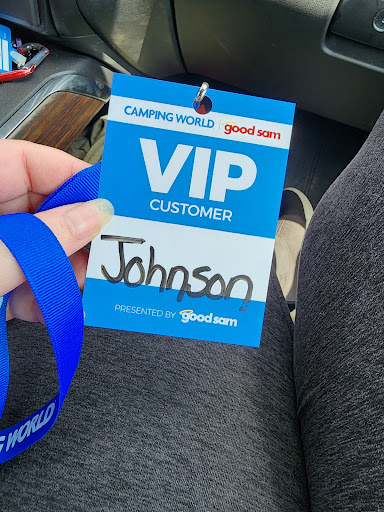 CAMPING WORLD good sam
VIP
CUSTOMER
Johnson
PRESENTED BY good sam
G WORLD